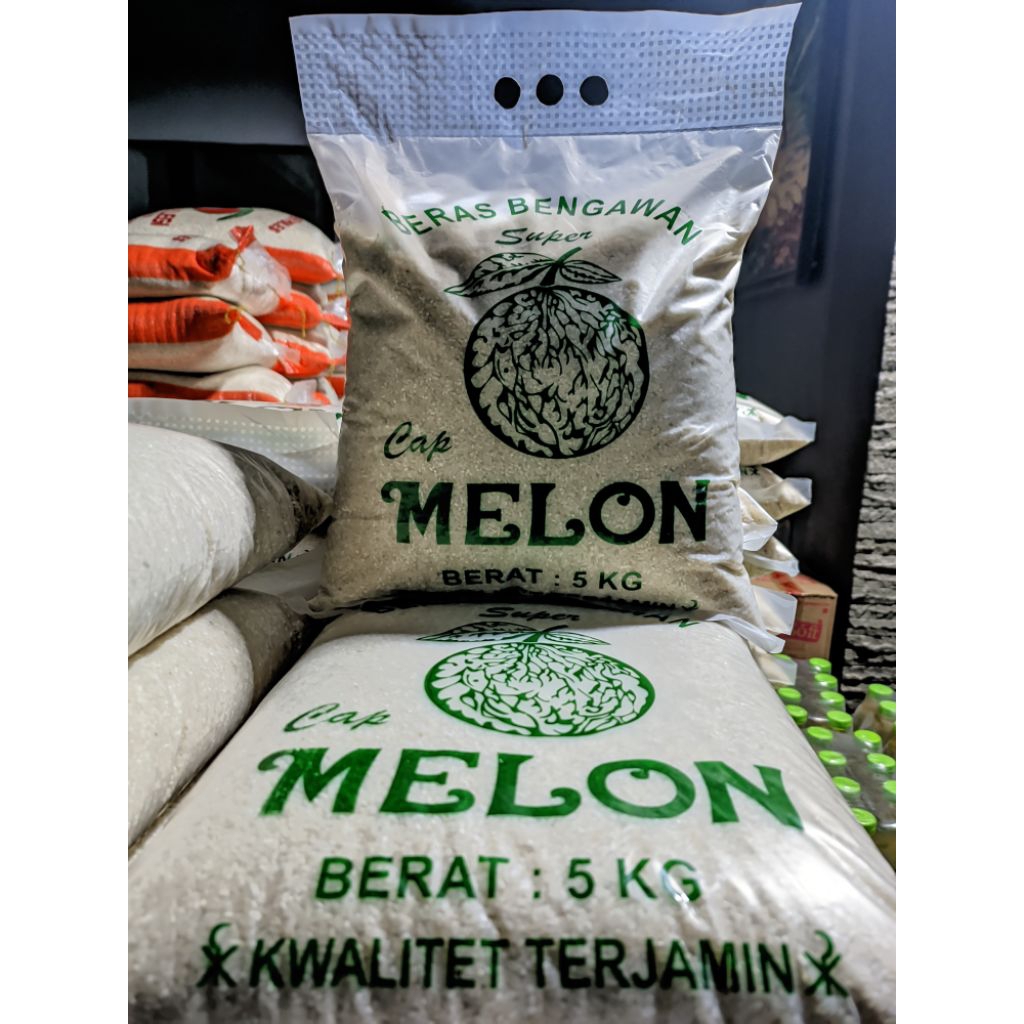 BERAS BENGAWAN
Super
Cap
MELON
BERAT : 5 KG
Super
Cap
MELON
BERAT : 5 KG
KWALITET TERJAMIN